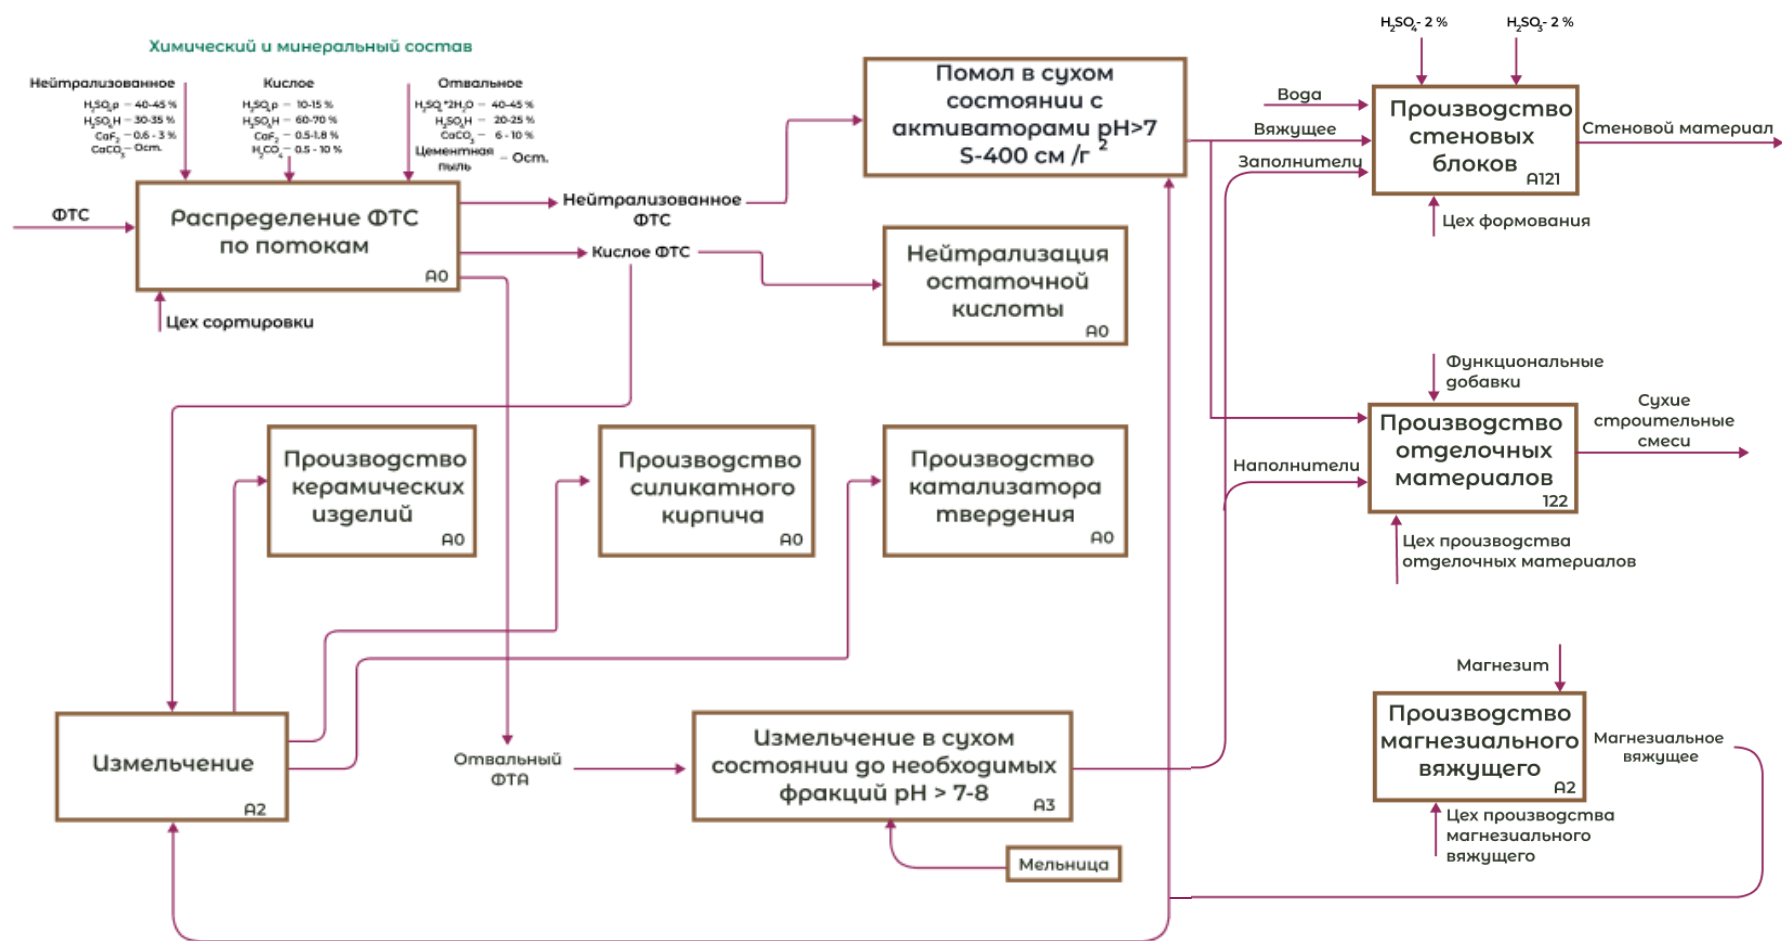 Химический и минеральный состав
Нейтрализованное
H₂SO₄p – 40-45 %
H₂SO₄H – 30-35 %
CaF₂ – 0.6 - 3 %
CaCO₃ – Ост.
Кислое
H₂SO₄p – 10-15 %
H₂SO₄H – 60-70 %
CaF₂ – 0.5-1.8 %
H₂CO₄ – 0.5 - 10 %
Отвальное
H₂SO₄*2H₂O – 40-45 %
H₂SO₄H – 20-25 %
CaCO₃ – 6 - 10 %
Цементная
пыль – Ост.
ФТС
Распределение ФТС
по потокам
A0
Цех сортировки
Нейтрализованное
ФТС
Кислое ФТС
Помол в сухом
состоянии с
активаторами pH>7
S-400 см /г ²
Нейтрализация
остаточной
кислоты
A0
H₂SO₄- 2 %
H₂SO₃- 2 %
Вода
Вяжущее
Заполнители
Производство
стеновых
блоков
A121
Стеновой материал
Цех формования
Функциональные
добавки
Производство
отделочных
материалов
122
Наполнители
Сухие
строительные
смеси
Цех производства
отделочных материалов
Производство
керамических
изделий
A0
Производство
силикатного
кирпича
A0
Производство
катализатора
твердения
A0
Измельчение
A2
Отвальный
ФТА
Измельчение в сухом
состоянии до необходимых
фракций pH > 7-8
A3
Мельница
Магнезит
Производство
магнезиального
вяжущего
A2
Магнезиальное
вяжущее
Цех производства
магнезиального
вяжущего